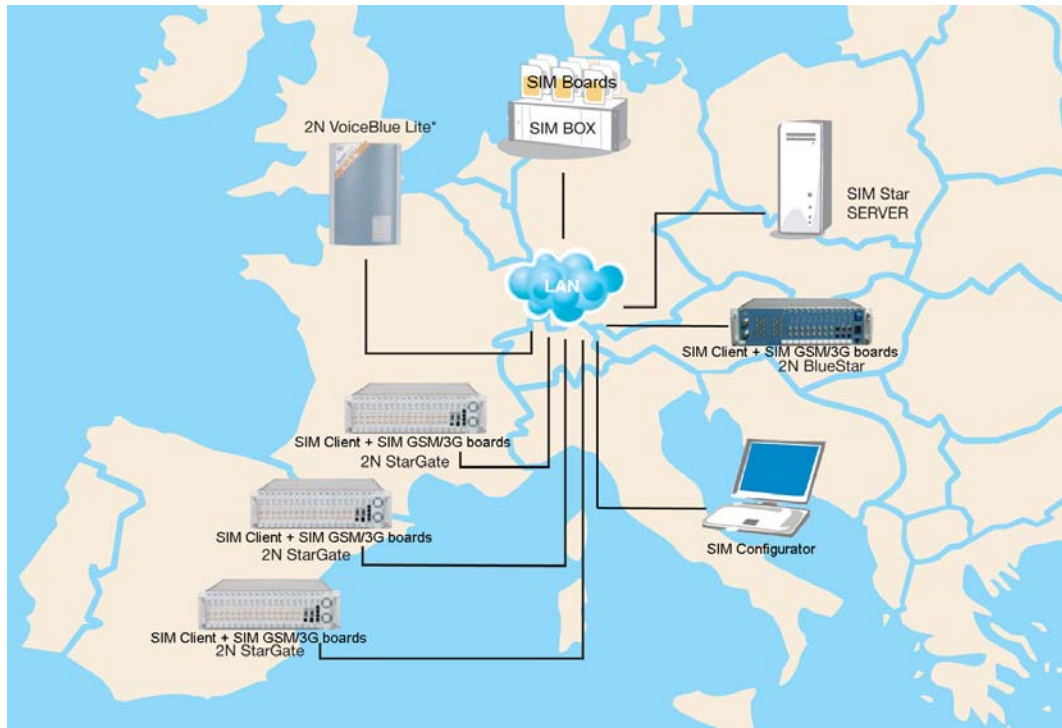 SIM Boards
SIM BOX
2N VoiceBlue Lite*
SIM Star
SERVER
LAN
SIM Client + SIM GSM/3G boards
2N BlueStar
SIM Client + SIM GSM/3G boards
2N StarGate
SIM Client + SIM GSM/3G boards
2N StarGate
SIM Configurator
SIM Client + SIM GSM/3G boards
2N StarGate